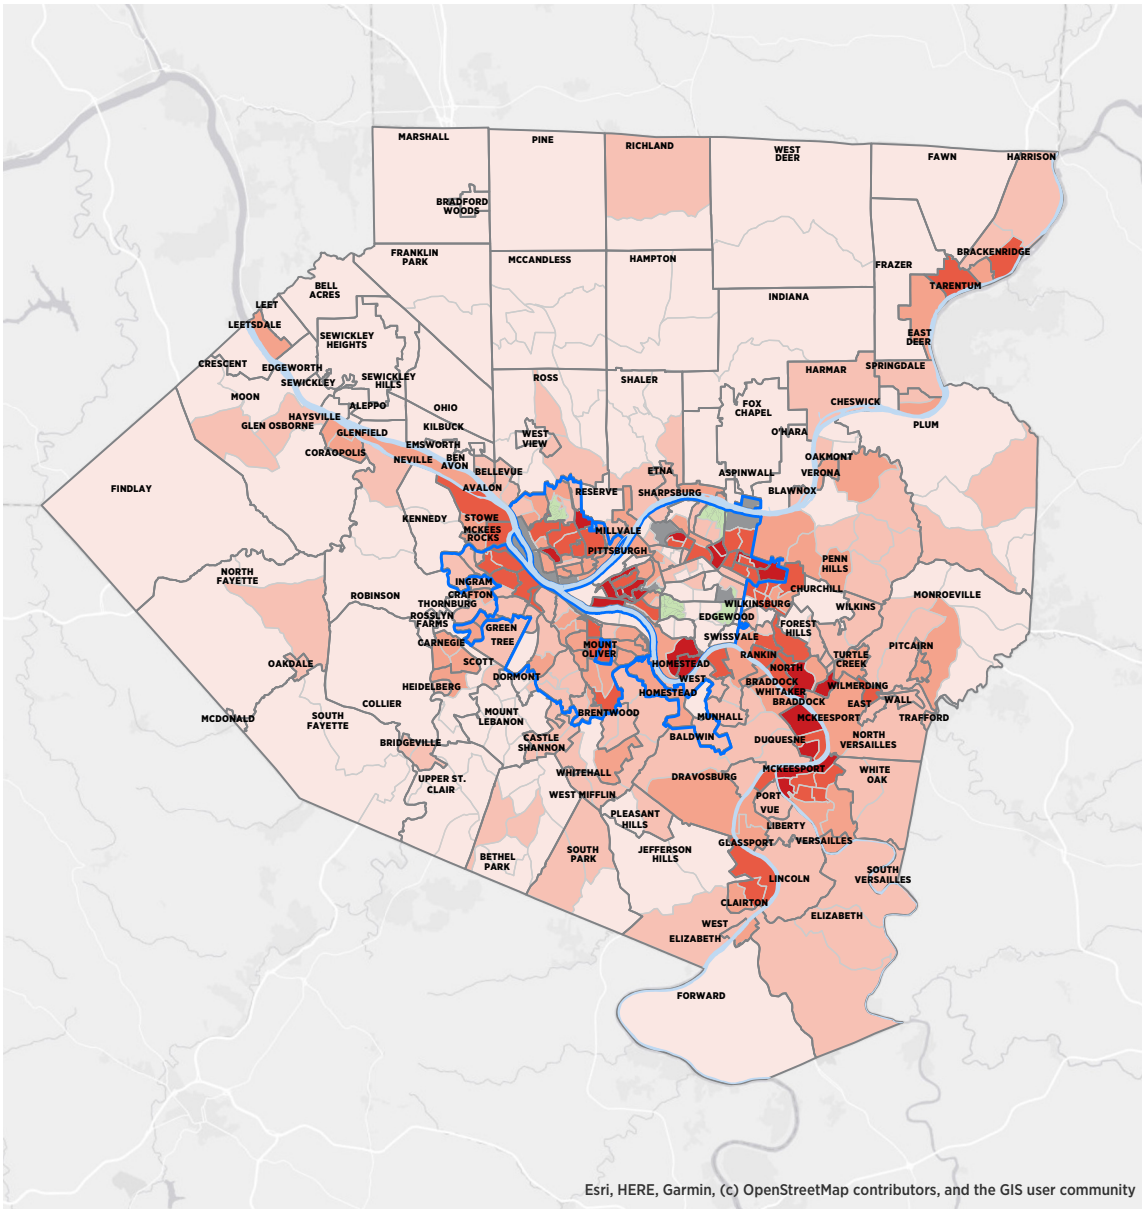 MARSHALL
PINE
RICHLAND
WEST
DEER
FAWN
HARRISON
BRADFORD
WOODS
FRANKLIN
PARK
MCCANDLESS
HAMPTON
BRACKENRIDGE
FRAZER
TARENTUM
BELL
ACRES
INDIANA
LEET
LEETSDALE
SEWICKLEY
HEIGHTS
EAST
DEER
CRESCENT
EDGEWORTH
SEWICKLEY
SEWICKLEY
HILLS
ROSS
SHALER
HARMAR
SPRINGDALE
MOON
ALEPPO
OHIO
FOX
CHAPEL
CHESWICK
HAYSVILLE
GLEN OSBORNE
GLENFIELD
KILBUCK
WEST
VIEW
O'HARA
PLUM
EMSWORTH
CORAOPOLIS
NEVILLE
BEN
AVON
BELLEVUE
ETNA
ASPINWALL
OAKMONT
VERONA
FINDLAY
AVALON
RESERVE
SHARPSBURG
BLAWNOX
KENNEDY
STOWE
MCKEES
ROCKS
MILLVALE
PITTSBURGH
PENN
HILLS
NORTH
FAYETTE
INGRAM
CRAFTON
THORNBURG
ROSSLYN
FARMS
ROBINSON
CHURCHILL
MONROEVILLE
WILKINSBURG
WILKINS
EDGEWOOD
FOREST
HILLS
GREEN
TREE
SWISSVALE
CARNEGIE
MOUNT
OLIVER
PITCAIRN
RANKIN
TURTLE
CREEK
OAKDALE
SCOTT
HOMESTEAD
NORTH
BRADDOCK
DORMONT
WEST
HOMESTEAD
WILMERDING
HEIDELBERG
WHITAKER
BRADDOCK
EAST
WALL
COLLIER
MCDONALD
SOUTH
FAYETTE
MOUNT
LEBANON
BRENTWOOD
MUNHALL
MCKEESPORT
TRAFFORD
BRIDGEVILLE
CASTLE
SHANNON
BALDWIN
DUQUESNE
NORTH
VERSAILLES
WHITEHALL
DRAVOSBURG
MCKEESPORT
WHITE
OAK
UPPER ST.
CLAIR
WEST MIFFLIN
PORT
VUE
PLEASANT
HILLS
LIBERTY
BETHEL
PARK
SOUTH
PARK
JEFFERSON
HILLS
GLASSPORT
VERSAILLES
LINCOLN
SOUTH
VERSAILLES
CLAIRTON
WEST
ELIZABETH
ELIZABETH
FORWARD
Esri, HERE, Garmin, (c) OpenStreetMap contributors, and the GIS user community